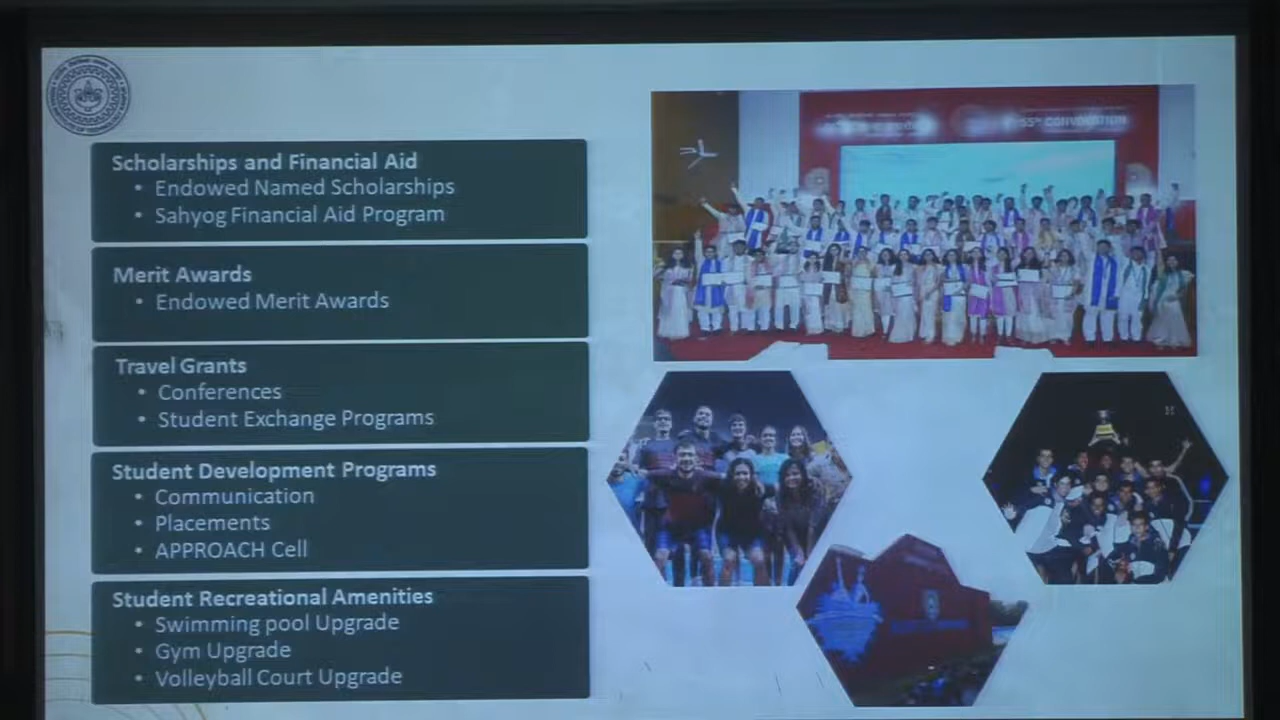 Scholarships and Financial Aid
• Endowed Named Scholarships
• Sahyog Financial Aid Program
Merit Awards
• Endowed Merit Awards
Travel Grants
• Conferences
• Student Exchange Programs
Student Development Programs
• Communication
• Placements
• APPROACH Cell
Student Recreational Amenities
• Swimming pool Upgrade
• Gym Upgrade
• Volleyball Court Upgrade
55th CONVOCATION